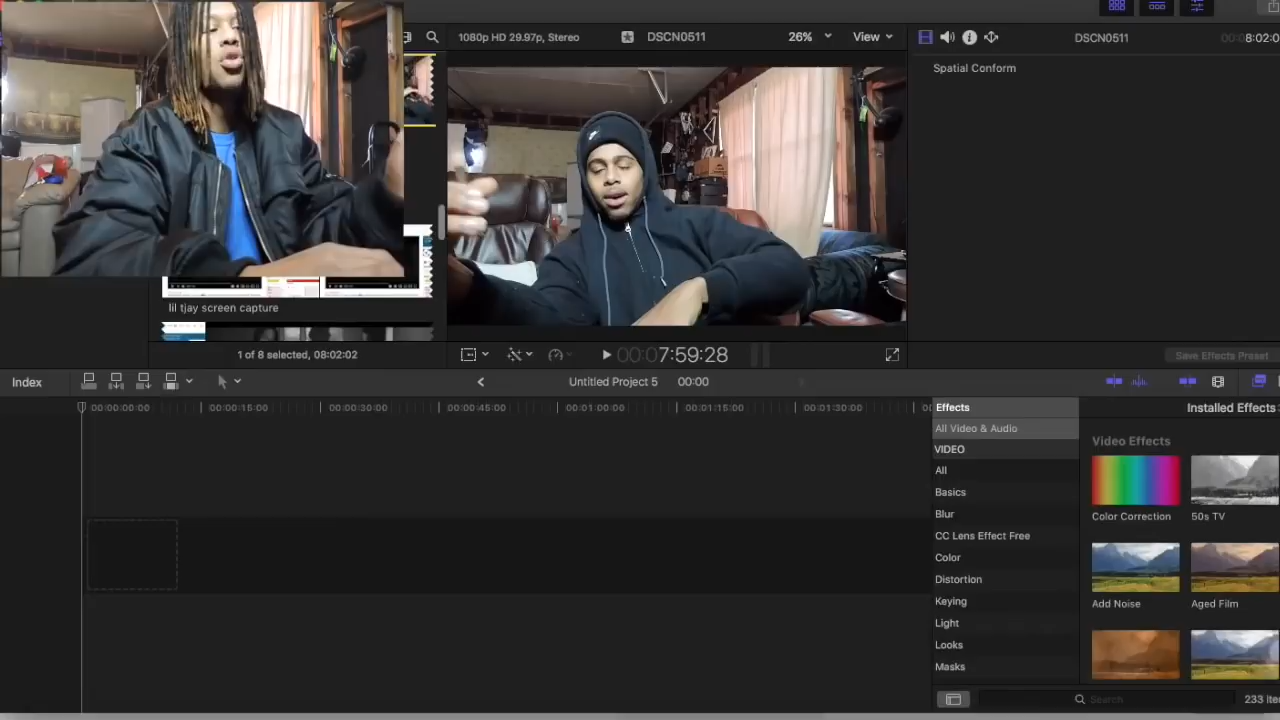 1080p HD 29.97p, Stereo
DSCN0511
26%
View
DSCN0511
8:02:0
Spatial Conform
lil tjay screen capture
1 of 8 selected, 08:02:02
00:07:59:28
Save Effects Preset
Index
Untitled Project 5
00:00
00:00:00:00
00:00:15:00
00:00:30:00
00:00:45:00
00:01:00:00
00:01:15:00
00:01:30:00
Effects
Installed Effects
All Video & Audio
VIDEO
All
Basics
Blur
CC Lens Effect Free
Color
Distortion
Keying
Light
Looks
Masks
Video Effects
Color Correction
50s TV
Add Noise
Aged Film
Search
233 ite